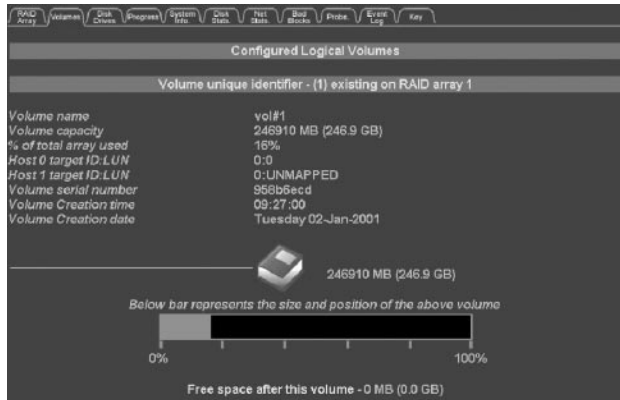 RAID Array
Volumes
Disk Drives
Progress
System Info.
Disk Stats.
Net Stats.
Bad Blocks
Probe.
Event Log
Key
Configured Logical Volumes
Volume unique identifier - (1) existing on RAID array 1
Volume name vol#1
Volume capacity 246910 MB (246.9 GB)
% of total array used 16%
Host 0 target ID:LUN 0:0
Host 1 target ID:LUN 0:UNMAPPED
Volume serial number 958b6ecd
Volume Creation time 09:27:00
Volume Creation date Tuesday 02-Jan-2001
246910 MB (246.9 GB)
Below bar represents the size and position of the above volume
0% 100%
Free space after this volume - 0 MB (0.0 GB)